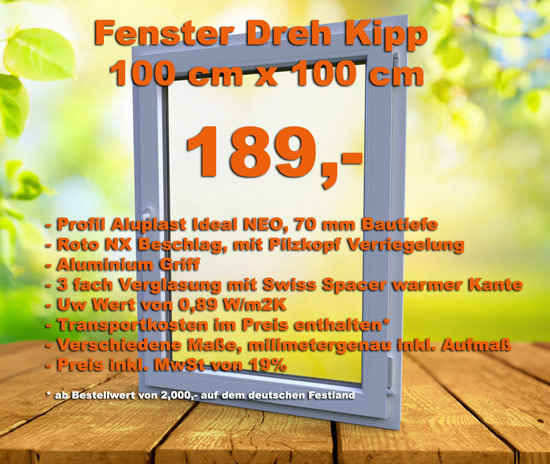 Fenster Dreh Kipp
100 cm x 100 cm
189,-
- Profil Aluplast Ideal NEO, 70 mm Bautiefe
- Roto NX Beschlag, mit Pilzkopf Verriegelung
- Aluminium Griff
- 3 fach Verglasung mit Swiss Spacer warmer Kante
- Uw Wert von 0,89 W/m2K
- Transportkosten im Preis enthalten*
- Verschiedene Maße, milimetergenau inkl. Aufmaß
- Preis inkl. MwSt von 19%
* ab Bestellwert von 2,000,- auf dem deutschen Festland